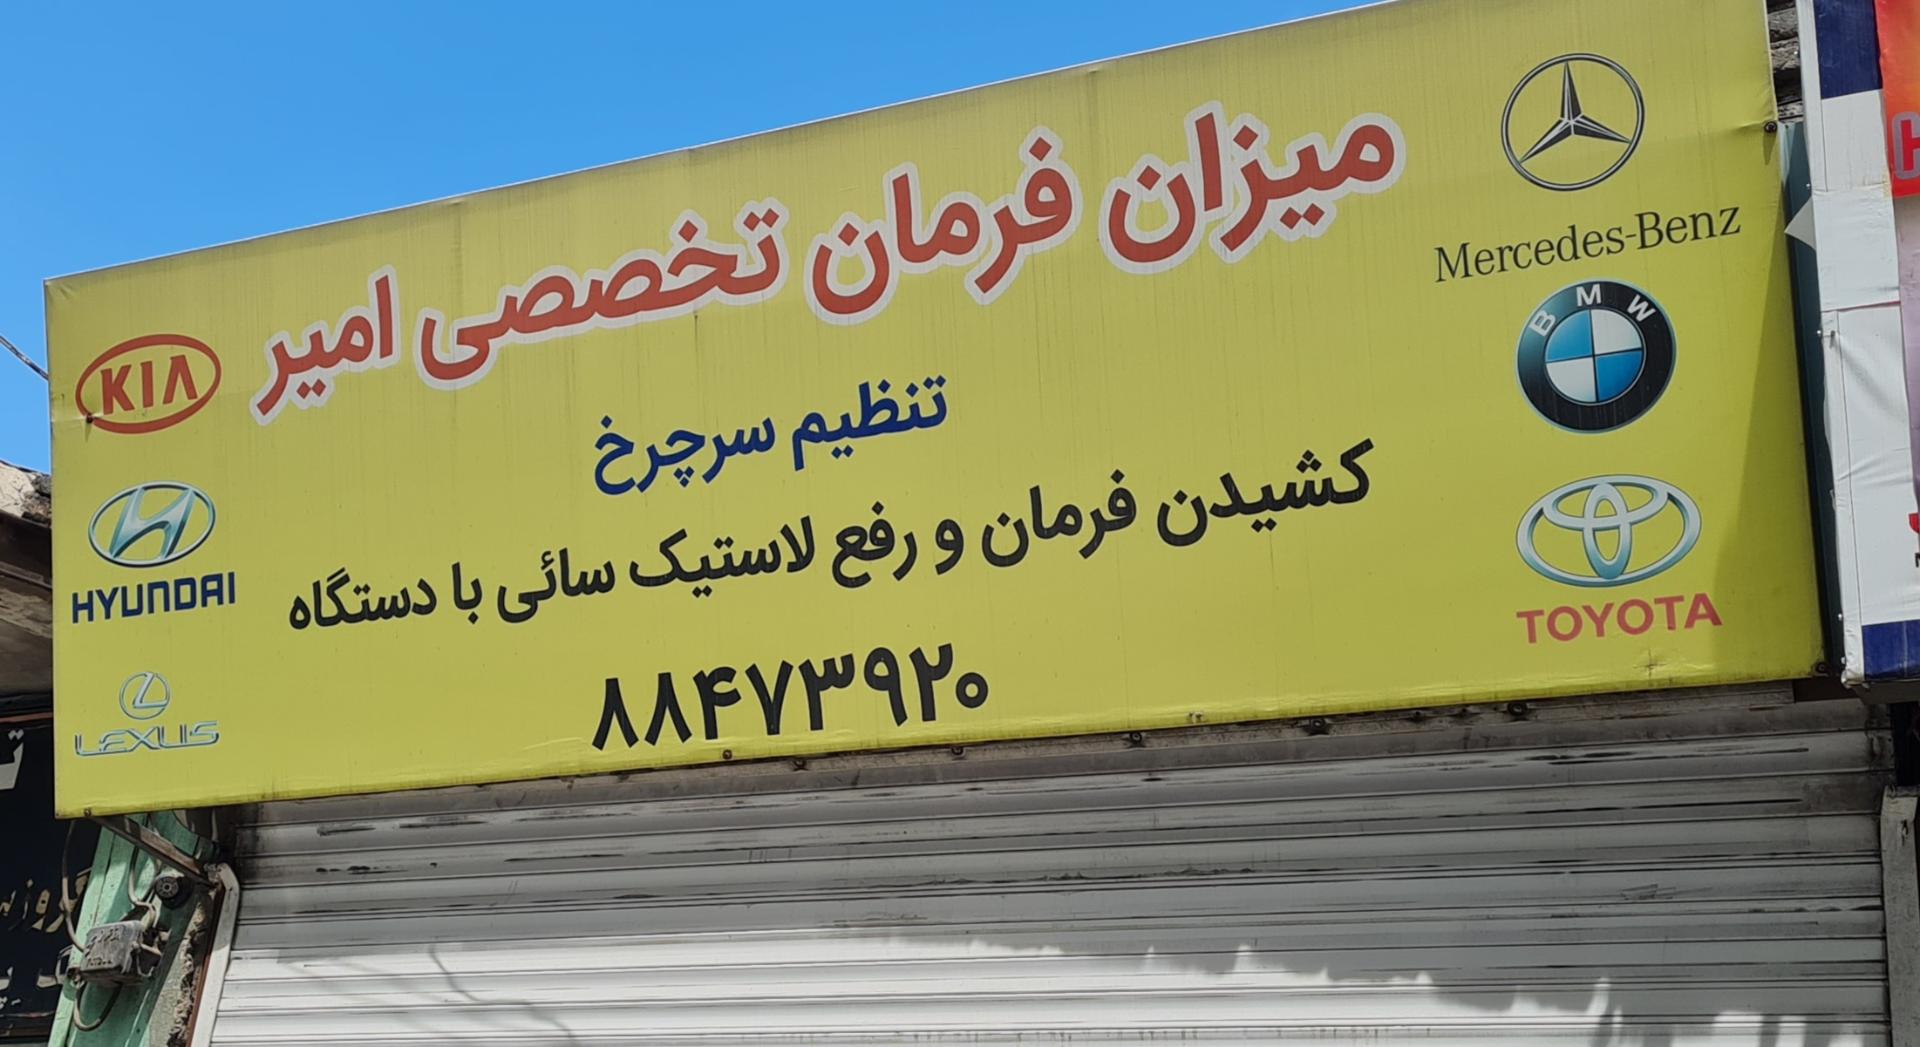 میزان فرمان تخصصی امیر
تنظیم سرچرخ
کشیدن فرمان و رفع لاستیک سائی با دستگاه
۸۸۴۷۳۹۲۰
Mercedes-Benz
BMW
TOYOTA
KIA
HYUNDAI
LEXUS